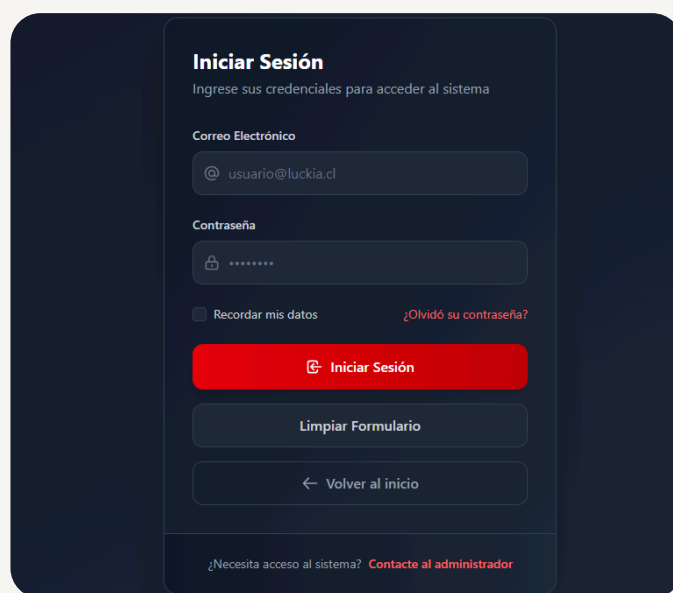 Iniciar Sesión
Ingrese sus credenciales para acceder al sistema
Correo Electrónico
@ usuario@luckia.cl
Contraseña
••••••••
Recordar mis datos ¿Olvidó su contraseña?
Iniciar Sesión
Limpiar Formulario
← Volver al inicio
¿Necesita acceso al sistema? Contacte al administrador